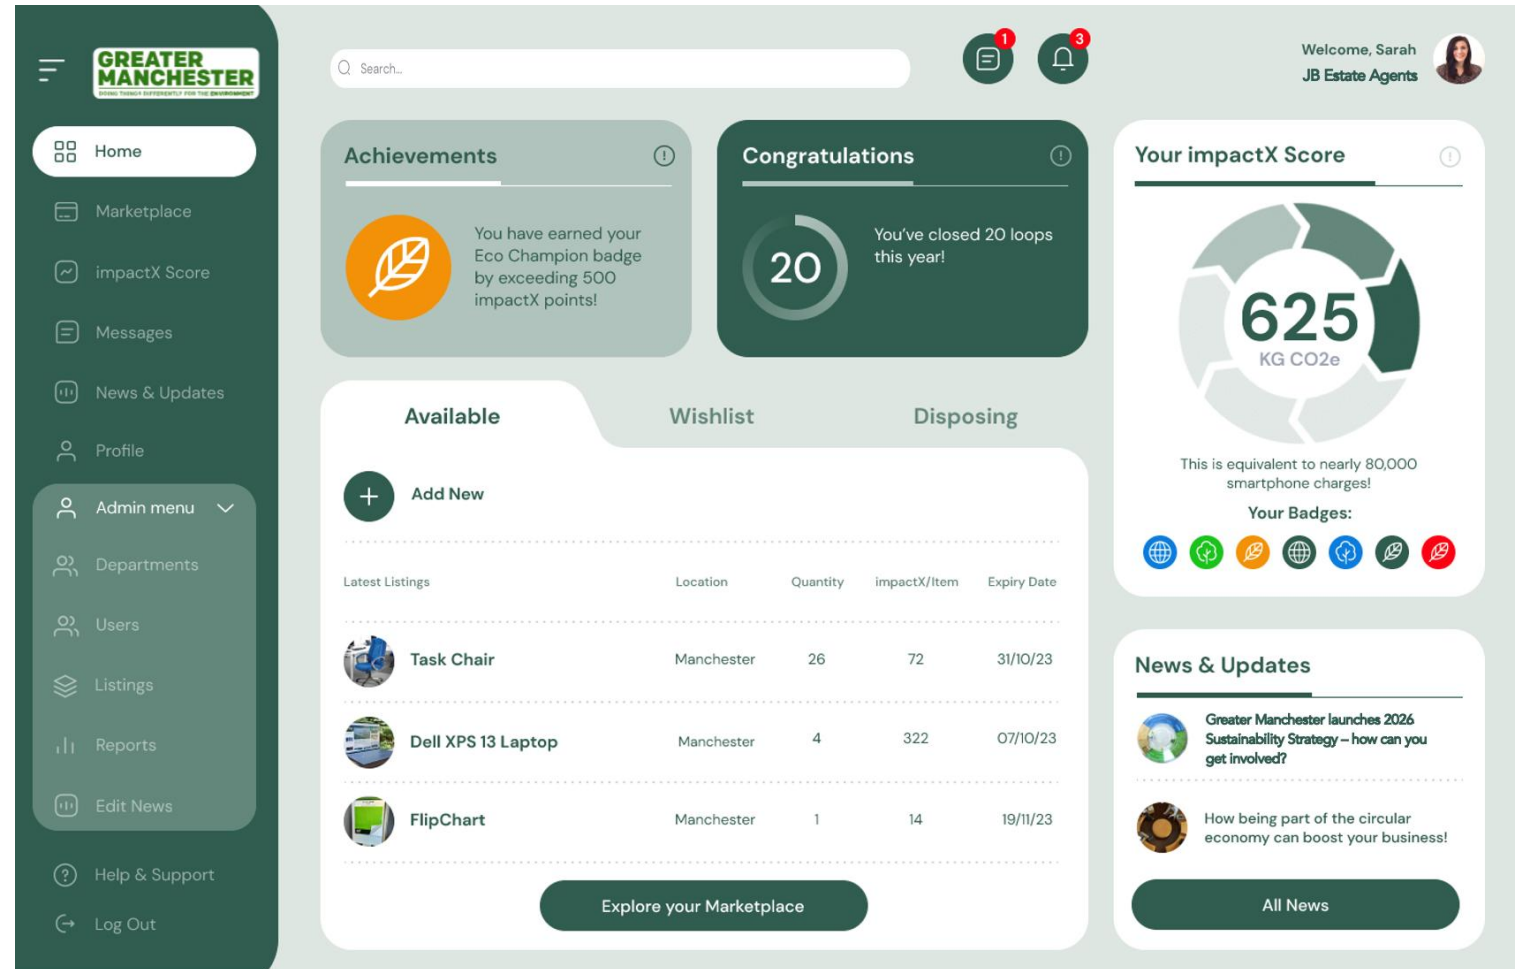 GREATER
MANCHESTER
DOING THINGS DIFFERENTLY FOR THE ENVIRONMENT
Home
Marketplace
impactX Score
Messages
News & Updates
Profile
Admin menu
Departments
Users
Listings
Reports
Edit News
Help & Support
Log Out
Search...
1
3
Welcome, Sarah
JB Estate Agents
Achievements
You have earned your
Eco Champion badge
by exceeding 500
impactX points!
Congratulations
20
You've closed 20 loops
this year!
Your impactX Score
625
KG CO2e
This is equivalent to nearly 80,000
smartphone charges!
Your Badges:
Available Wishlist Disposing
Add New
Latest Listings Location Quantity impactX/Item Expiry Date
Task Chair Manchester 26 72 31/10/23
Dell XPS 13 Laptop Manchester 4 322 07/10/23
FlipChart Manchester 1 14 19/11/23
Explore your Marketplace
News & Updates
Greater Manchester launches 2026
Sustainability Strategy – how can you
get involved?
How being part of the circular
economy can boost your business!
All News